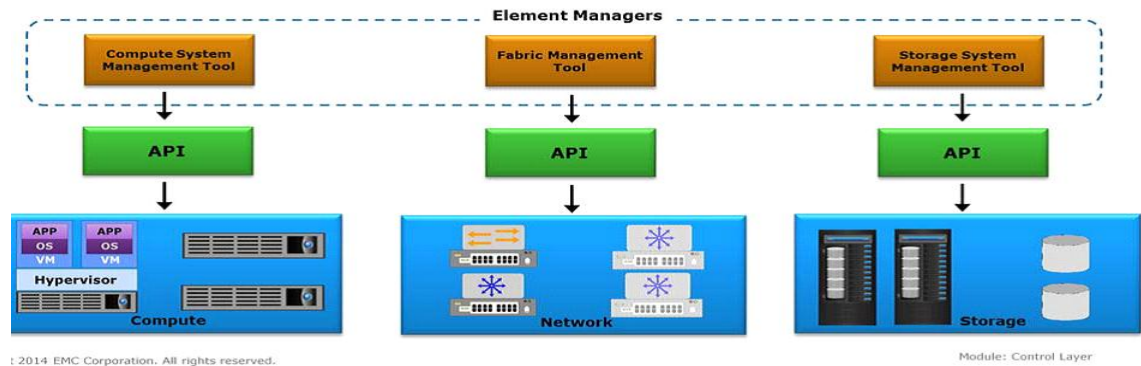 Element Managers
Compute System
Management Tool
Fabric Management
Tool
Storage System
Management Tool
API
API
API
APP
OS
VM
APP
OS
VM
Hypervisor
Compute
Network
Storage
2014 EMC Corporation. All rights reserved.
Module: Control Layer